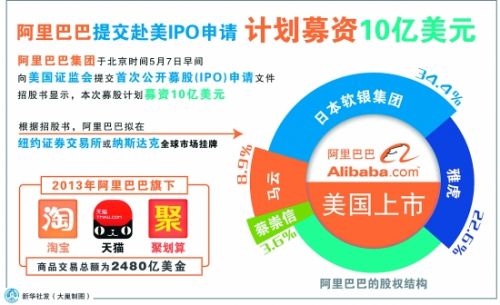 阿里巴巴提交赴美IPO申请 计划募资10亿美元
阿里巴巴集团于北京时间5月7日早间
向美国证监会提交首次公开募股(IPO)申请文件
招股书显示，本次募股计划募资10亿美元
根据招股书，阿里巴巴拟在
纽约证券交易所或纳斯达克全球市场挂牌
2013年阿里巴巴旗下
淘
天猫
TMALL.COM
聚
淘宝
天猫
聚划算
商品交易总额为2480亿美金
日本软银集团
34.4%
雅虎
22.6%
马云
8.9%
蔡崇信
3.6%
阿里巴巴
Alibaba.com
美国上市
阿里巴巴的股权结构
新华社发（大巢制图）